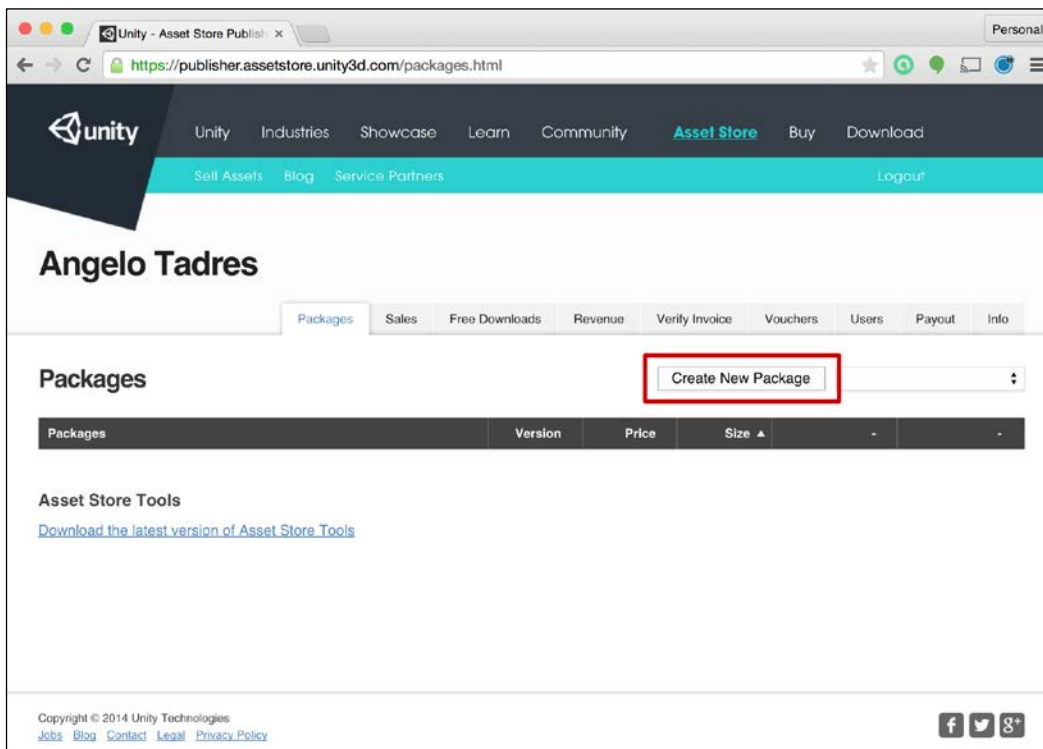 Unity - Asset Store Publish
Personal
https://publisher.assetstore.unity3d.com/packages.html
unity
Unity Industries Showcase Learn Community Asset Store Buy Download
Sell Assets Blog Service Partners Logout
Angelo Tadres
Packages Sales Free Downloads Revenue Verify Invoice Vouchers Users Payout Info
Packages
Create New Package
Packages Version Price Size ▲ - -
Asset Store Tools
Download the latest version of Asset Store Tools
Copyright © 2014 Unity Technologies
Jobs Blog Contact Legal Privacy Policy